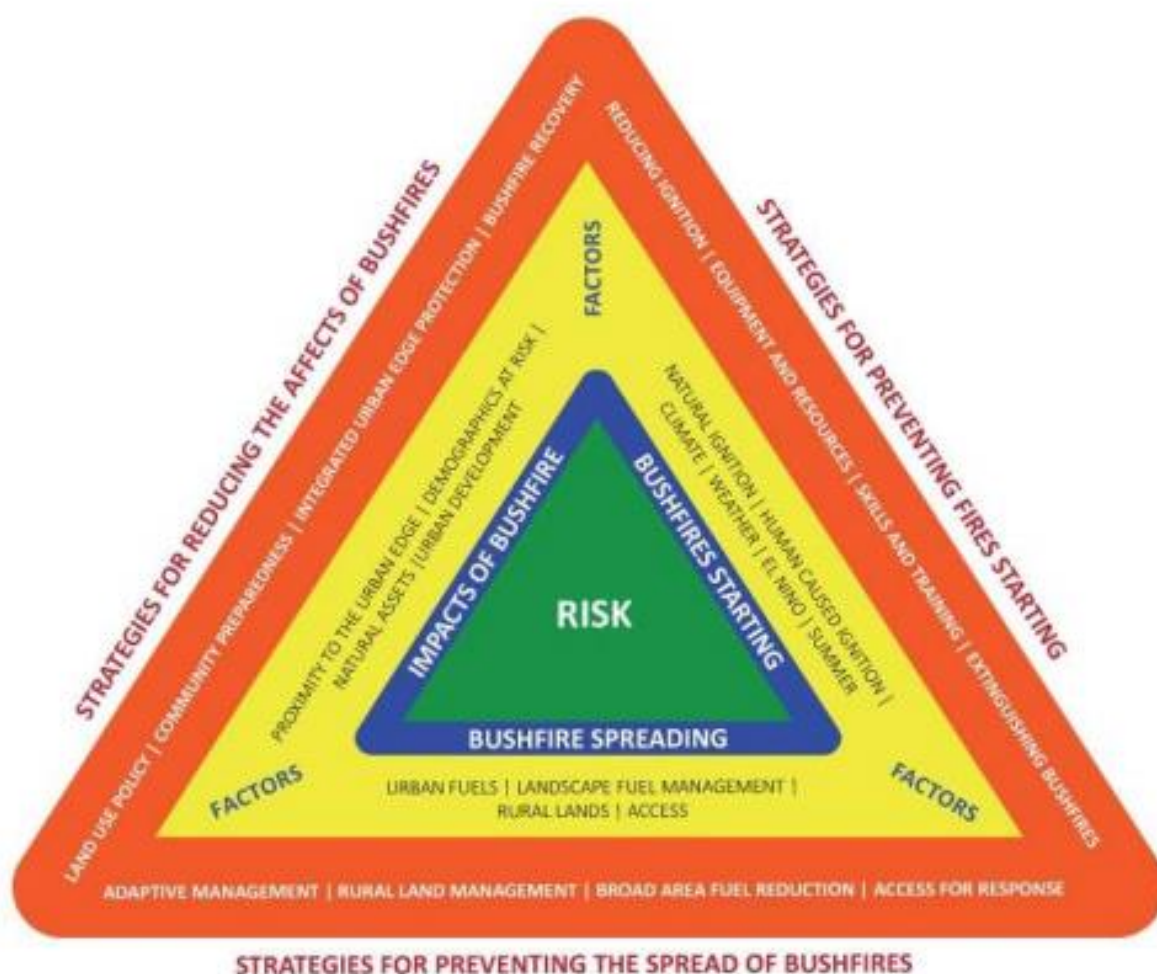 STRATEGIES FOR REDUCING THE AFFECTS OF BUSHFIRES
LAND USE POLICY | COMMUNITY PREPAREDNESS | INTEGRATED URBAN EDGE PROTECTION | BUSHFIRE RECOVERY
STRATEGIES FOR PREVENTING FIRES STARTING
REDUCING IGNITION | EQUIPMENT AND RESOURCES | SKILLS AND TRAINING | EXTINGUISHING BUSHFIRES
FACTORS
PROXIMITY TO THE URBAN EDGE | DEMOGRAPHICS AT RISK |
NATURAL ASSETS |URBAN DEVELOPMENT
NATURAL IGNITION | HUMAN CAUSED IGNITION |
CLIMATE | WEATHER | EL NINO | SUMMER
IMPACTS OF BUSHFIRE
BUSHFIRES STARTING
RISK
BUSHFIRE SPREADING
FACTORS
FACTORS
URBAN FUELS | LANDSCAPE FUEL MANAGEMENT |
RURAL LANDS | ACCESS
ADAPTIVE MANAGEMENT | RURAL LAND MANAGEMENT | BROAD AREA FUEL REDUCTION | ACCESS FOR RESPONSE
STRATEGIES FOR PREVENTING THE SPREAD OF BUSHFIRES